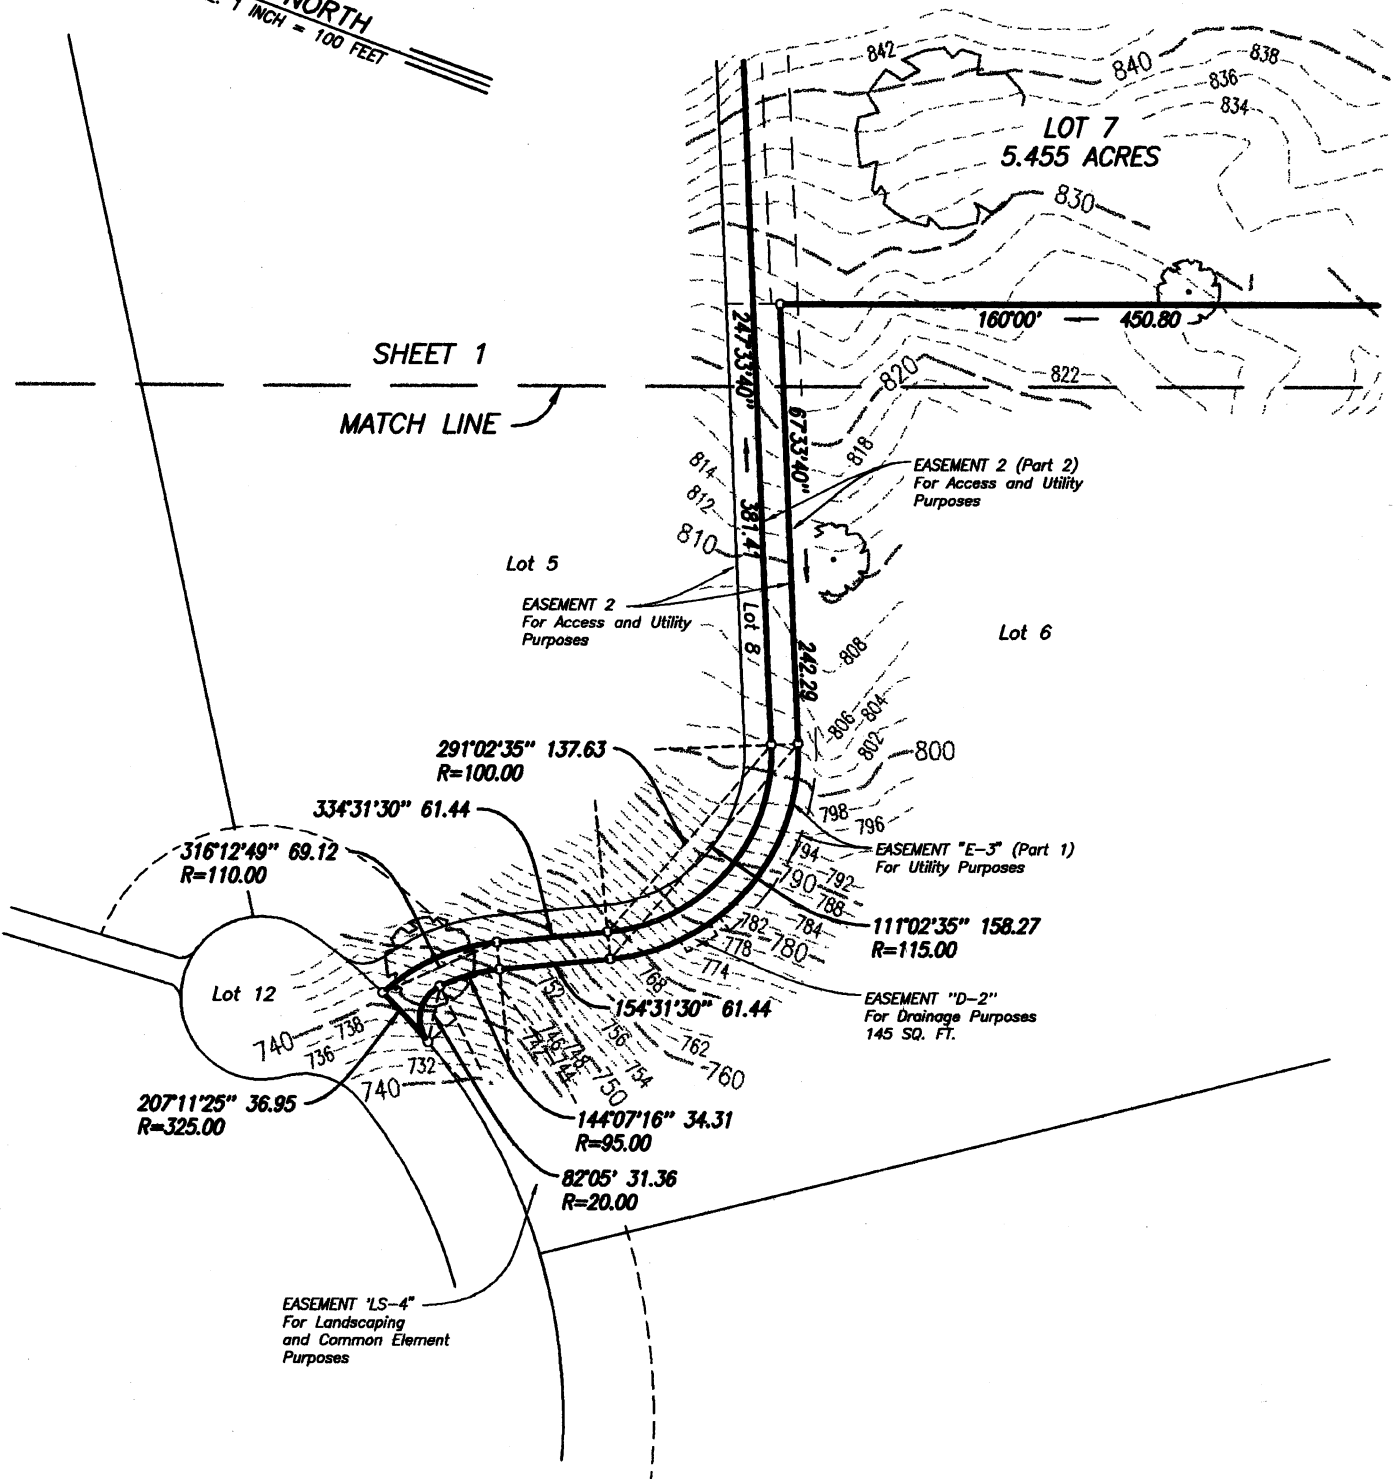 NORTH
1 INCH = 100 FEET
842
840
838
836
834
LOT 7
5.455 ACRES
830
160°00' 450.80
SHEET 1
MATCH LINE
247°33'40"
381.41
67°33'40"
242.29
820
822
818
814
812
810
EASEMENT 2 (Part 2)
For Access and Utility
Purposes
Lot 5
EASEMENT 2
For Access and Utility
Purposes
Lot 8
Lot 6
808
806
804
802
800
291°02'35" 137.63
R=100.00
334°31'30" 61.44
316°12'49" 69.12
R=110.00
798
796
794
792
790
788
EASEMENT "E-3" (Part 1)
For Utility Purposes
782
784
780
778
774
768
111°02'35" 158.27
R=115.00
Lot 12
752
154°31'30" 61.44
EASEMENT "D-2"
For Drainage Purposes
145 SQ. FT.
740
738
736
732
740
746
748
742
744
750
756
754
762
760
207°11'25" 36.95
R=325.00
144°07'16" 34.31
R=95.00
82°05' 31.36
R=20.00
EASEMENT "LS-4"
For Landscaping
and Common Element
Purposes